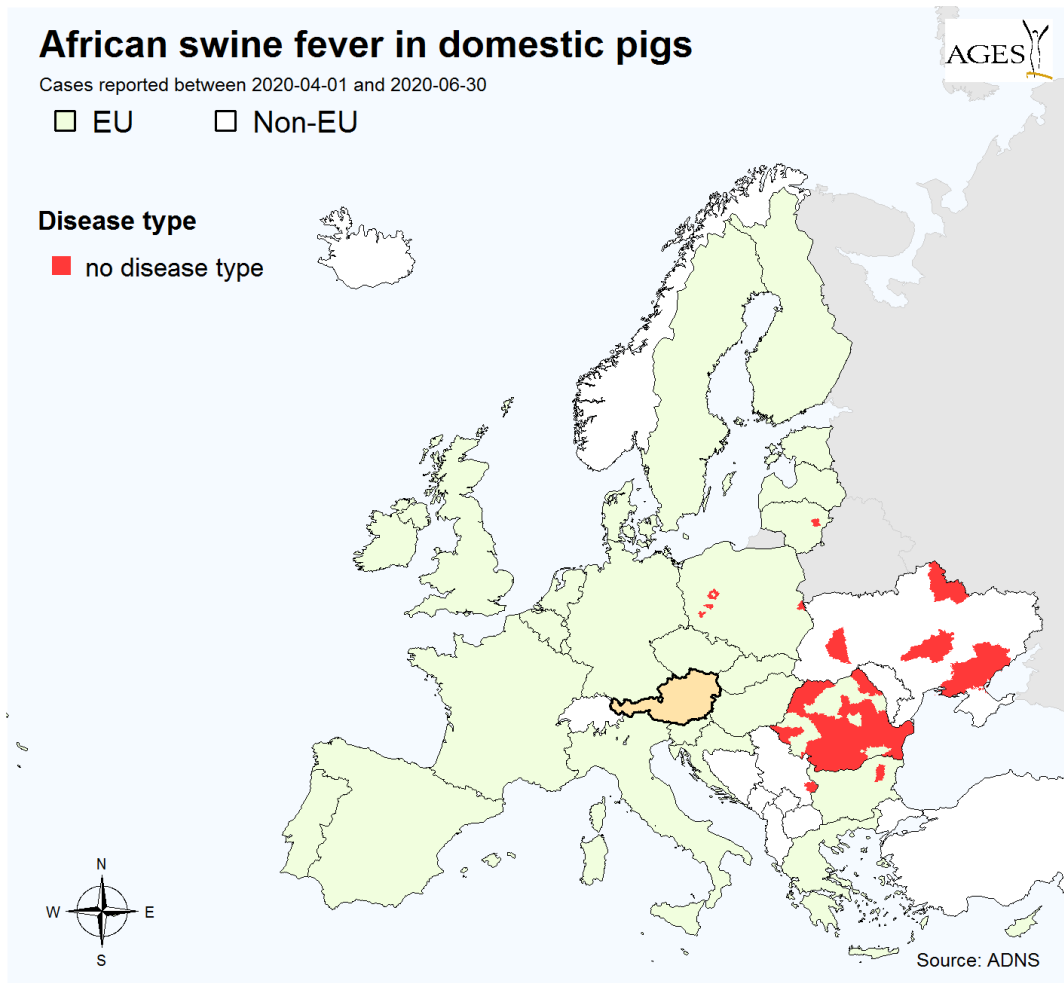 African swine fever in domestic pigs
Cases reported between 2020-04-01 and 2020-06-30
EU
Non-EU
AGES
Disease type
no disease type
N
W
E
S
Source: ADNS